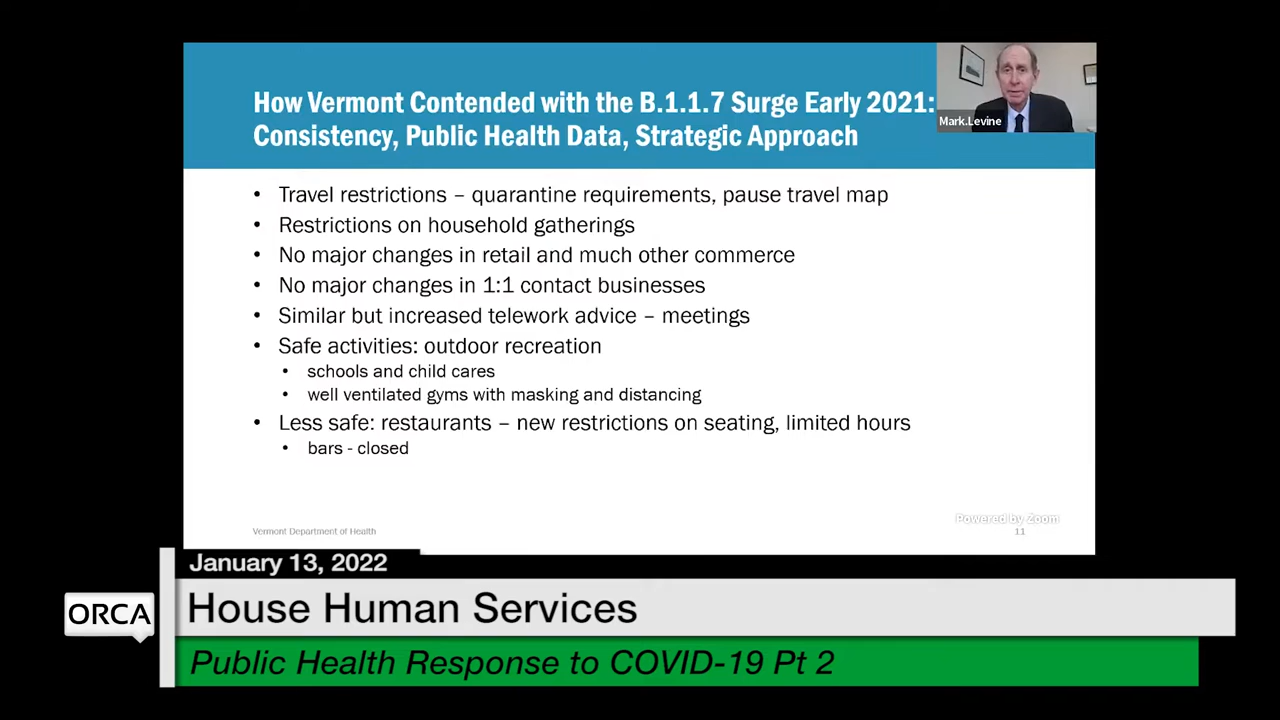 How Vermont Contended with the B.1.1.7 Surge Early 2021:
Consistency, Public Health Data, Strategic Approach
Mark.Levine
• Travel restrictions – quarantine requirements, pause travel map
• Restrictions on household gatherings
• No major changes in retail and much other commerce
• No major changes in 1:1 contact businesses
• Similar but increased telework advice – meetings
• Safe activities: outdoor recreation
• schools and child cares
• well ventilated gyms with masking and distancing
• Less safe: restaurants – new restrictions on seating, limited hours
• bars - closed
Powered by Zoom
Vermont Department of Health
11
January 13, 2022
ORCA
House Human Services
Public Health Response to COVID-19 Pt 2